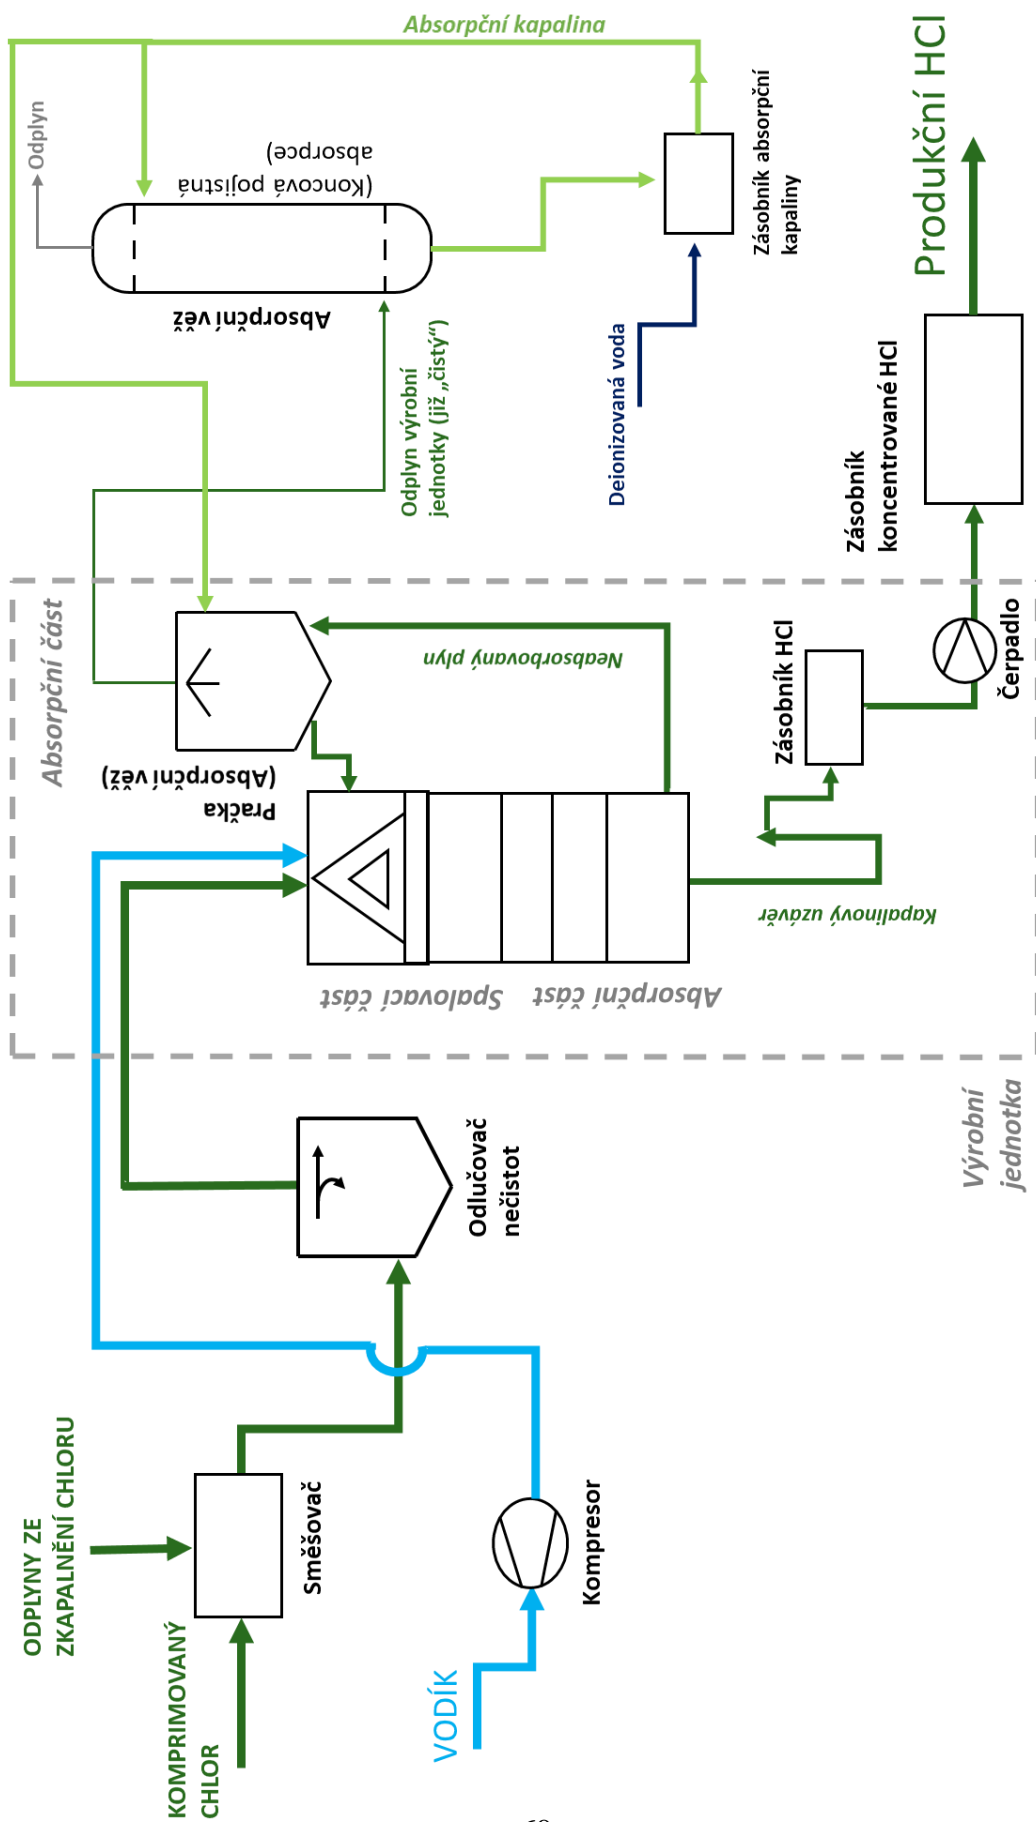 ODPLYNY ZE
ZKAPALNĚNÍ CHLORU
KOMPRIMOVANÝ
CHLOR
Směšovač
VODÍK
Kompresor
Odlučovač
nečistot
Výrobní
jednotka
Absorpční část
Pračka
(Absorpční věž)
Spalovací část
Absorpční část
Neabsorbovaný plyn
Kapalinový uzávěr
Zásobník HCl
Čerpadlo
Zásobník
koncentrované HCl
Produkční HCl
Odplyn výrobní
jednotky (již „čistý“)
Deionizovaná voda
Zásobník absorpční
kapaliny
Absorpční věž
(Koncová pojistná
absorpce)
Odplyn
Absorpční kapalina